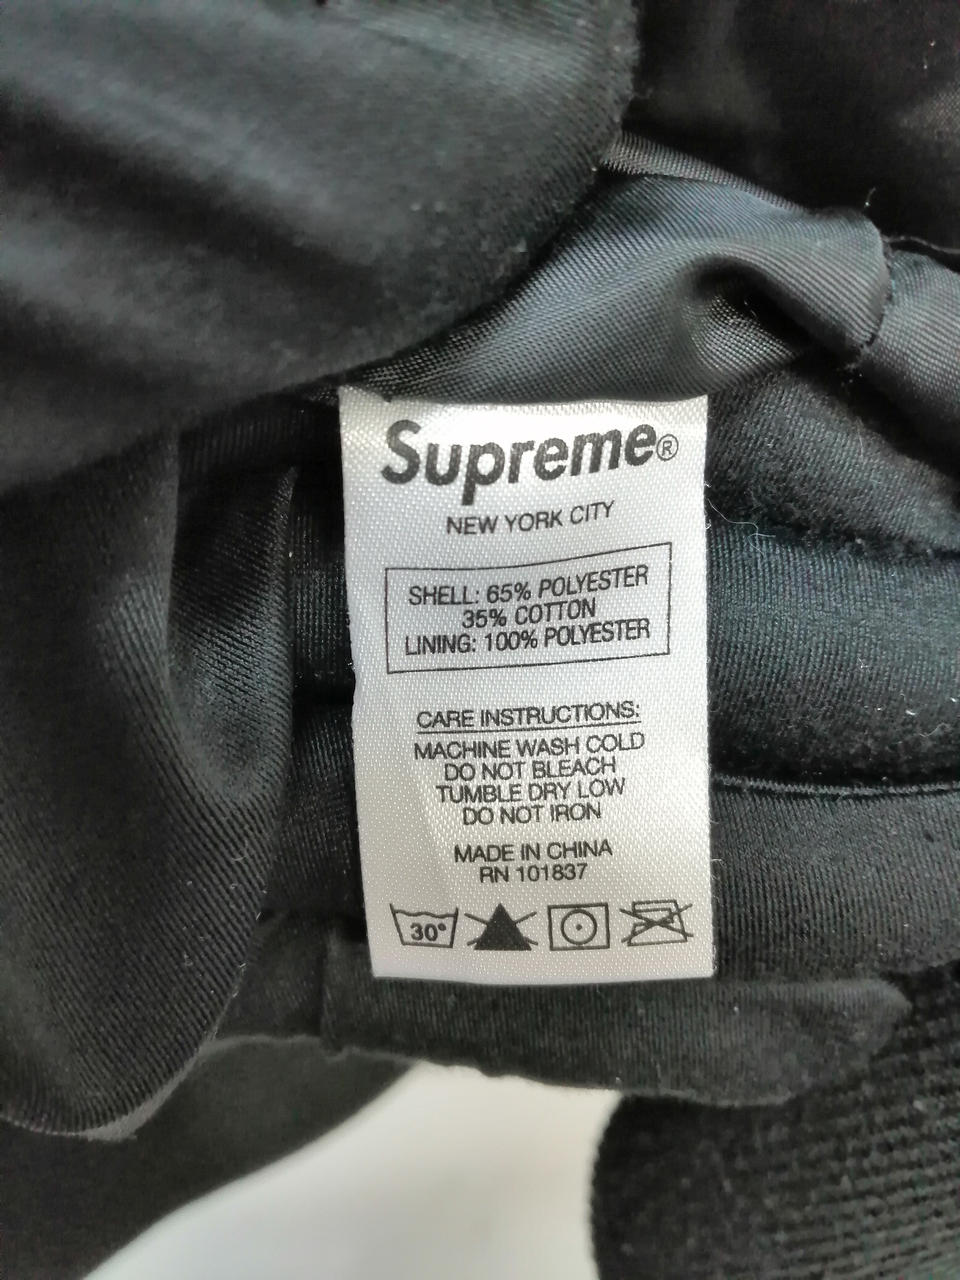 Supreme®
NEW YORK CITY
SHELL: 65% POLYESTER
35% COTTON
LINING: 100% POLYESTER
CARE INSTRUCTIONS:
MACHINE WASH COLD
DO NOT BLEACH
TUMBLE DRY LOW
DO NOT IRON
MADE IN CHINA
RN 101837
30°